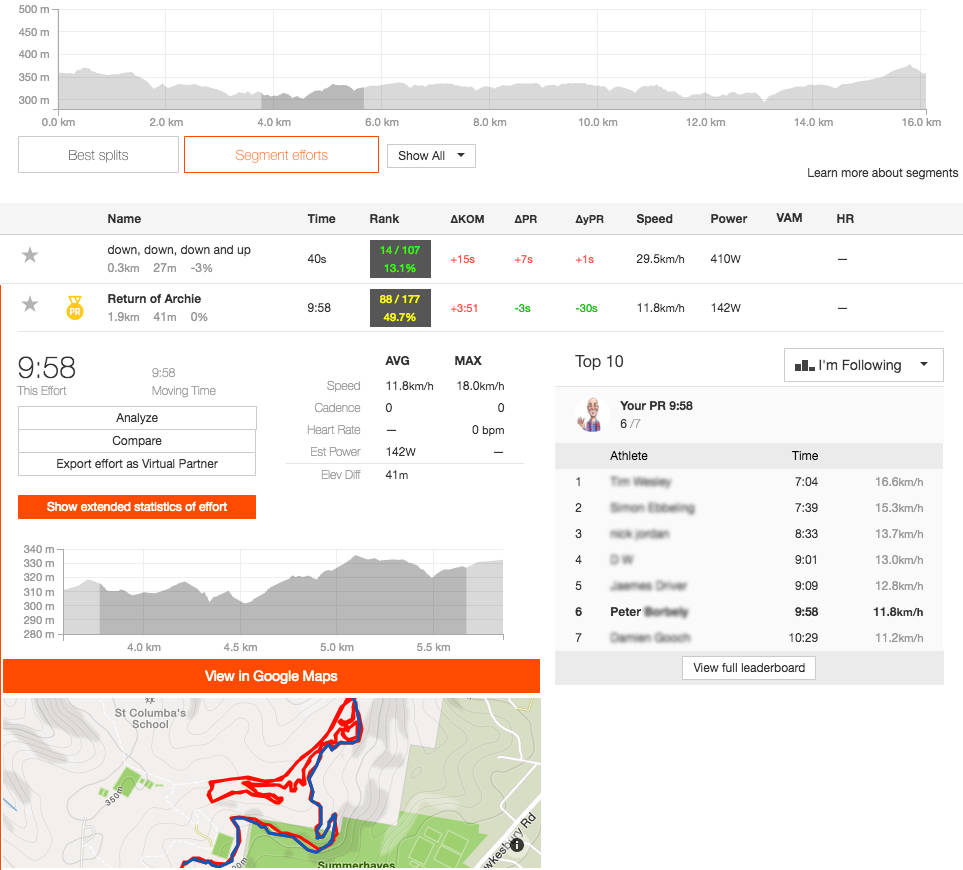 500 m
450 m
400 m
350 m
300 m
0.0 km 2.0 km 4.0 km 6.0 km 8.0 km 10.0 km 12.0 km 14.0 km 16.0 km
Best splits Segment efforts Show All
Learn more about segments
Name Time Rank ΔKOM ΔPR ΔyPR Speed Power VAM HR
down, down, down and up
0.3km 27m -3%
40s
14 / 107
13.1%
+15s +7s +1s 29.5km/h 410W —
PR
Return of Archie
1.9km 41m 0%
9:58
88 / 177
49.7%
+3:51 -3s -30s 11.8km/h 142W —
9:58
This Effort
9:58
Moving Time
Analyze
Compare
Export effort as Virtual Partner
Show extended statistics of effort
AVG MAX
Speed 11.8km/h 18.0km/h
Cadence 0 0
Heart Rate — 0 bpm
Est Power 142W —
Elev Diff 41m
Top 10 I'm Following
Your PR 9:58
6 /7
Athlete Time
1 7:04 16.6km/h
2 7:39 15.3km/h
3 8:33 13.7km/h
4 9:01 13.0km/h
5 9:09 12.8km/h
6 Peter 9:58 11.8km/h
7 10:29 11.2km/h
View full leaderboard
340 m
330 m
320 m
310 m
300 m
290 m
280 m
4.0 km 4.5 km 5.0 km 5.5 km
View in Google Maps
St Columba's
School
350m
Summerhayes
wkesbury Rd
i